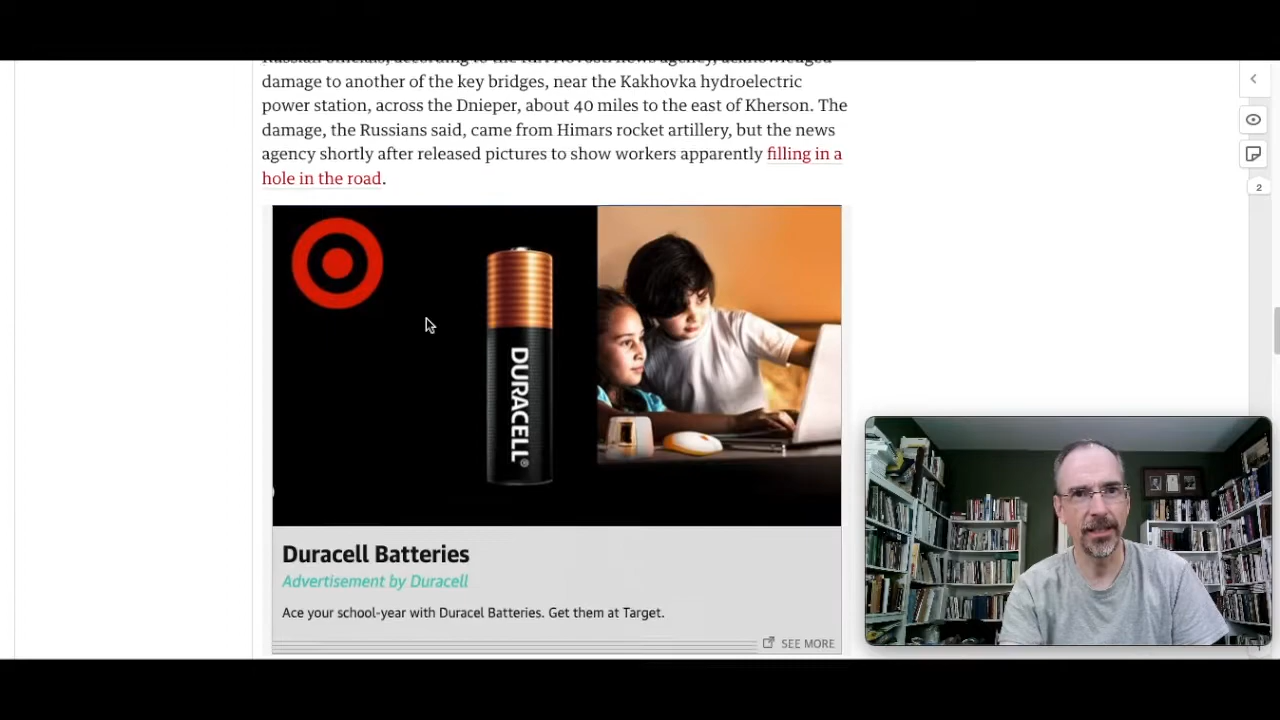 damage to another of the key bridges, near the Kakhovka hydroelectric
power station, across the Dnieper, about 40 miles to the east of Kherson. The
damage, the Russians said, came from Himars rocket artillery, but the news
agency shortly after released pictures to show workers apparently filling in a
hole in the road.
DURACELL®
Duracell Batteries
Advertisement by Duracell
Ace your school-year with Duracel Batteries. Get them at Target.
SEE MORE
2